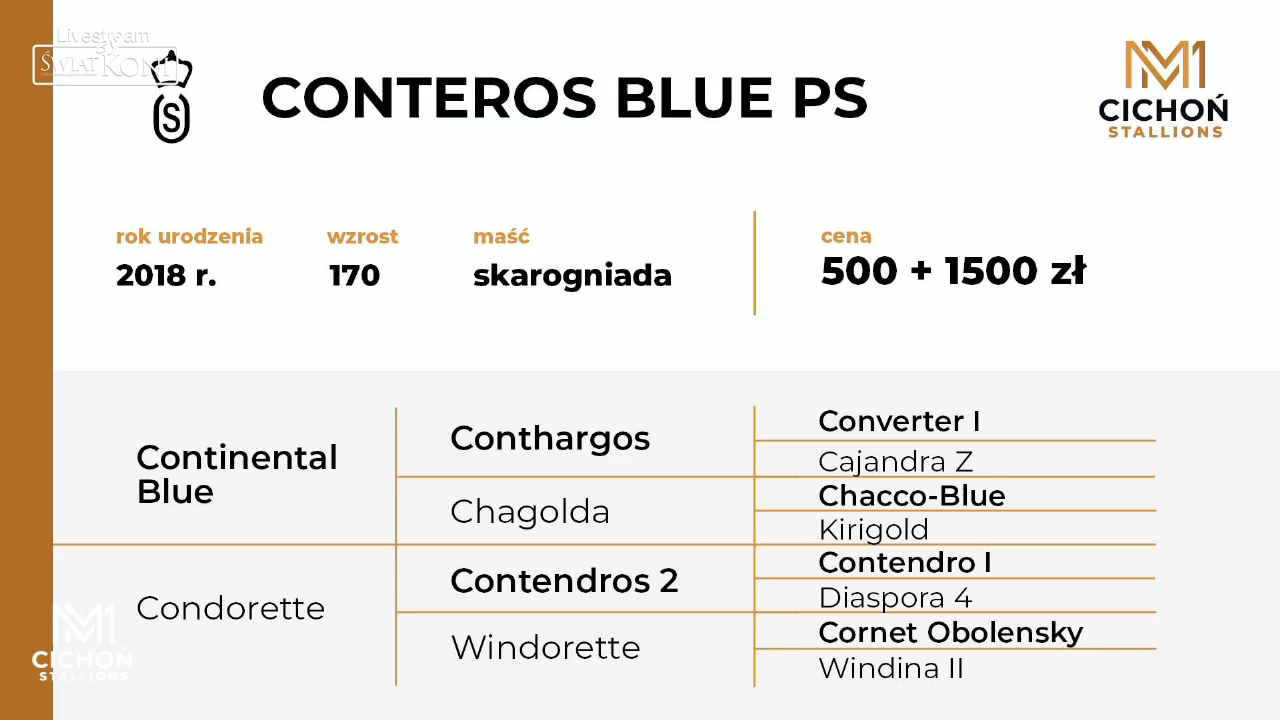 Livestream
ŚWIAT KONI
S
CONTEROS BLUE PS
CICHOŃ
STALLIONS
rok urodzenia
wzrost
maść
cena
2018 r.
170
skarogniada
500 + 1500 zł
Continental
Blue
Conthargos
Converter I
Cajandra Z
Chagolda
Chacco-Blue
Kirigold
Condorette
Contendros 2
Contendro I
Diaspora 4
Windorette
Cornet Obolensky
Windina II
CICHOŃ
STALLIONS